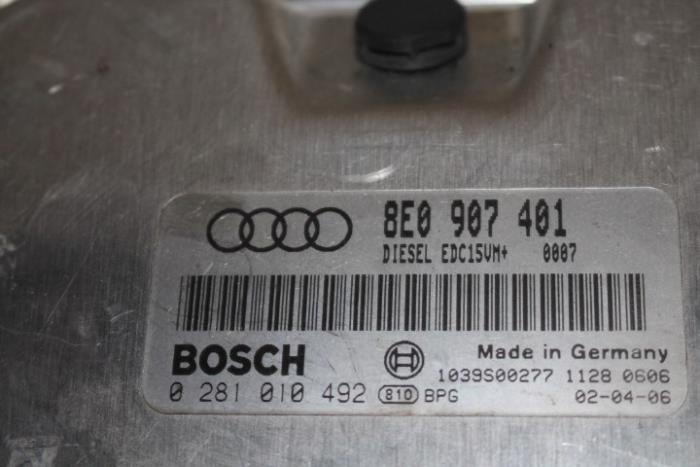 8E0 907 401
DIESEL EDC15VM+ 0007
BOSCH
Made in Germany
1039S00277 1128 0606
0 281 010 492 810 BPG 02-04-06